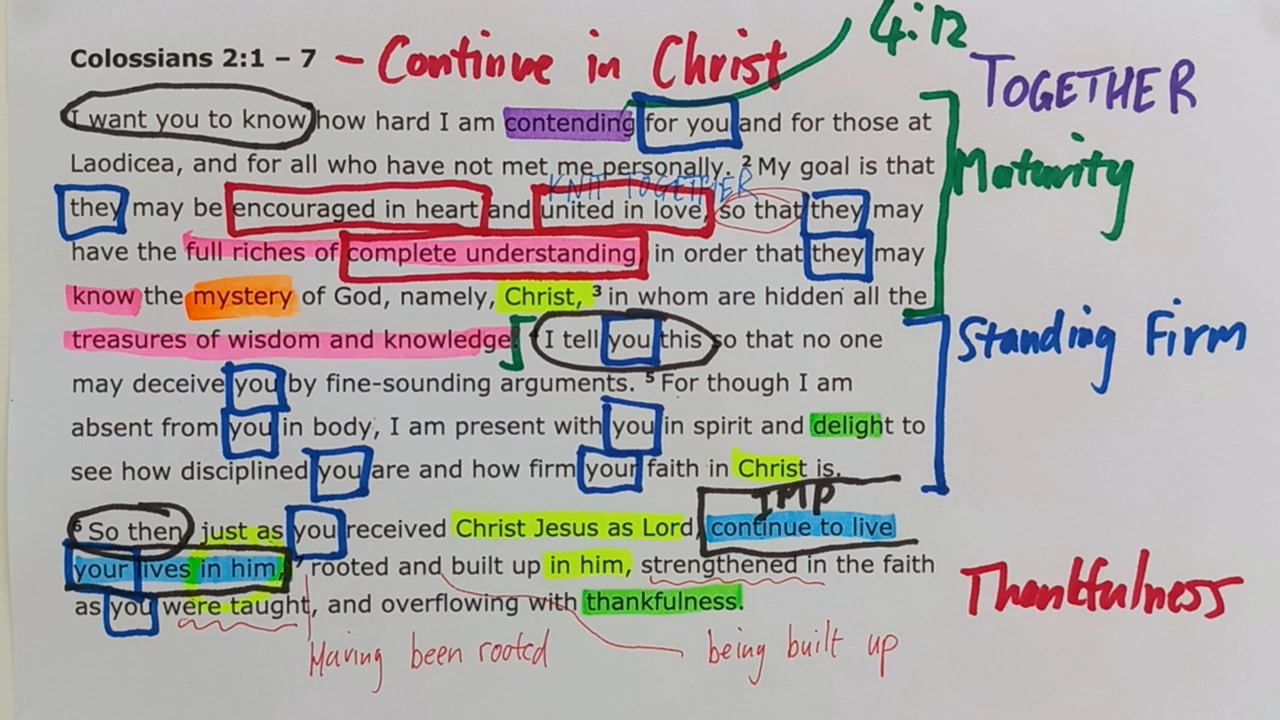 Colossians 2:1 – 7 – Continue in Christ
4:12
TOGETHER
I want you to know how hard I am contending for you and for those at
Maturity
Laodicea, and for all who have not met me personally. 2 My goal is that
KNIT TOGETHER
they may be encouraged in heart and united in love, so that they may
have the full riches of complete understanding, in order that they may
know the mystery of God, namely, Christ, 3 in whom are hidden all the
treasures of wisdom and knowledge. I tell you this so that no one
Standing Firm
may deceive you by fine-sounding arguments. 5 For though I am
absent from you in body, I am present with you in spirit and delight to
see how disciplined you are and how firm your faith in Christ is.
IMP
6 So then, just as you received Christ Jesus as Lord, continue to live
your lives in him, 7 rooted and built up in him, strengthened in the faith
Thankfulness
as you were taught, and overflowing with thankfulness.
Having been rooted
being built up